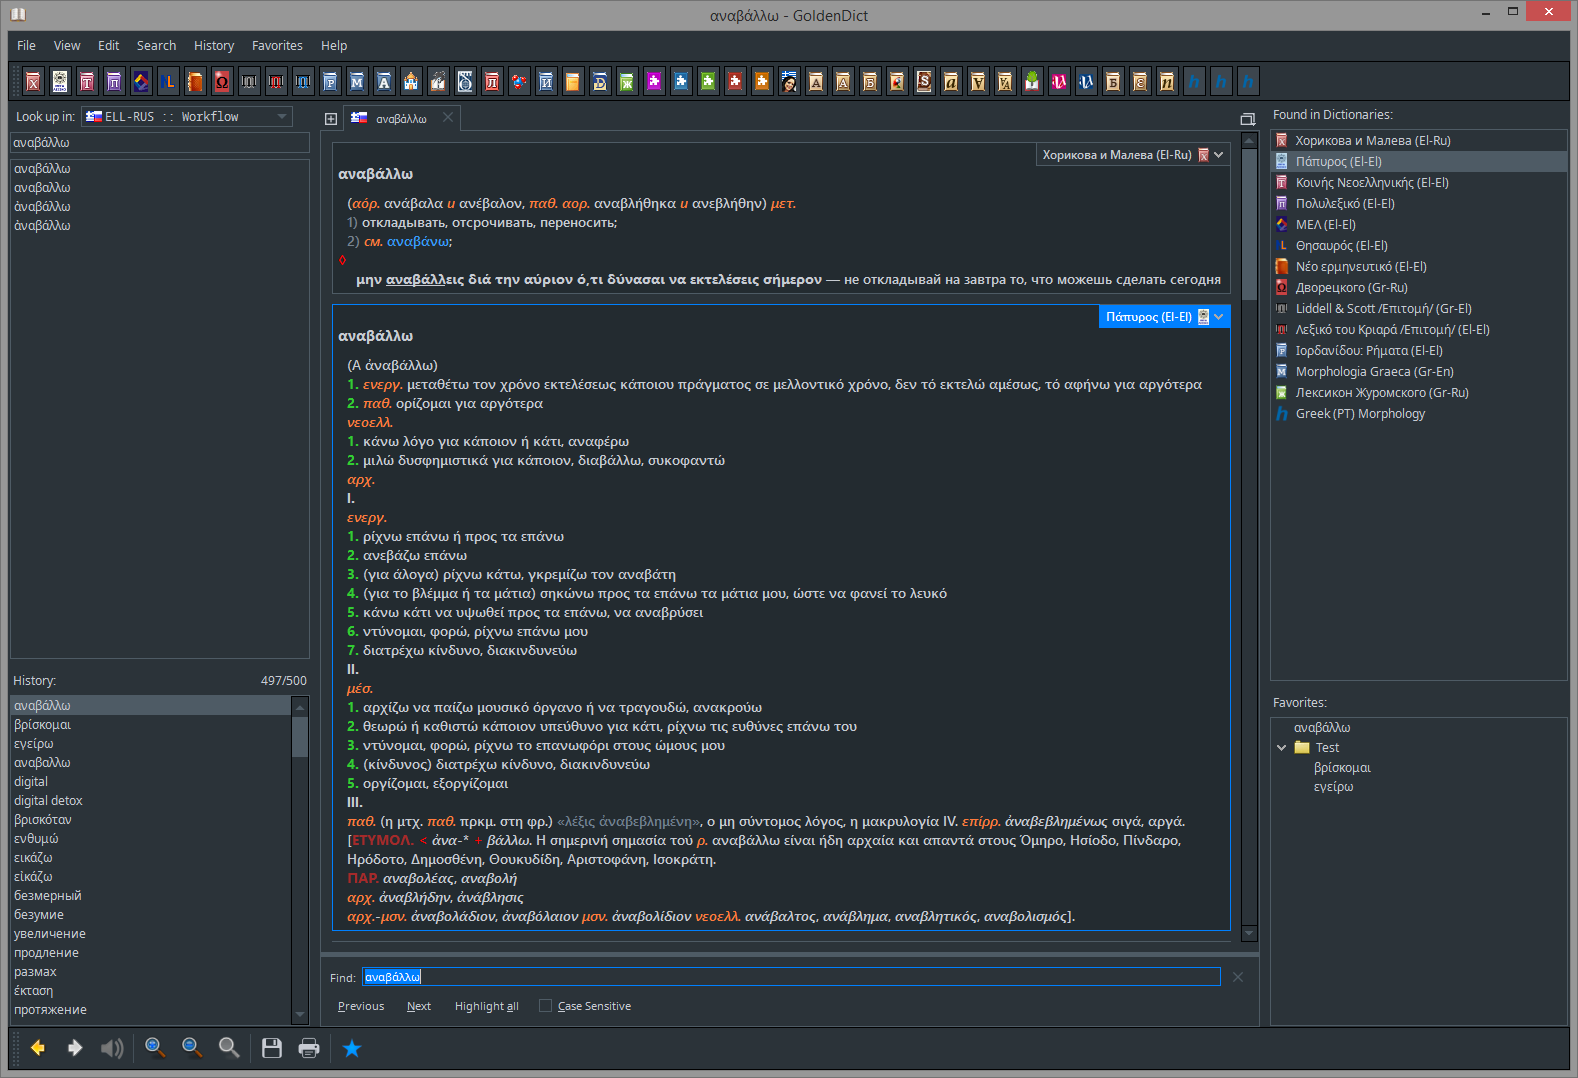 αναβάλλω - GoldenDict
File View Edit Search History Favorites Help
Look up in: ELL-RUS :: Workflow
αναβάλλω
αναβάλλω
αναβαλλω
ἀναβάλλω
ἀναβάλλω
History: 497/500
αναβάλλω
βρίσκομαι
εγείρω
αναβαλλω
digital
digital detox
βρισκόταν
ενθυμώ
εικάζω
εἰκάζω
безмерный
безумие
увеличение
продление
размах
έκταση
протяжение
αναβάλλω
Хорикова и Малева (El-Ru)
αναβάλλω
(αόρ. ανάβαλα и ανέβαλον, παθ. αορ. αναβλήθηκα и ανεβλήθην) μετ.
1) откладывать, отсрочивать, переносить;
2) см. αναβάνω;
◊
μην αναβάλλεις διά την αύριον ό,τι δύνασαι να εκτελέσεις σήμερον — не откладывай на завтра то, что можешь сделать сегодня
Πάπυρος (El-El)
αναβάλλω
(Α ἀναβάλλω)
1. ενεργ. μεταθέτω τον χρόνο εκτελέσεως κάποιου πράγματος σε μελλοντικό χρόνο, δεν τό εκτελώ αμέσως, τό αφήνω για αργότερα
2. παθ. ορίζομαι για αργότερα
νεοελλ.
1. κάνω λόγο για κάποιον ή κάτι, αναφέρω
2. μιλώ δυσφημιστικά για κάποιον, διαβάλλω, συκοφαντώ
αρχ.
I.
ενεργ.
1. ρίχνω επάνω ή προς τα επάνω
2. ανεβάζω επάνω
3. (για άλογα) ρίχνω κάτω, γκρεμίζω τον αναβάτη
4. (για το βλέμμα ή τα μάτια) σηκώνω προς τα επάνω τα μάτια μου, ώστε να φανεί το λευκό
5. κάνω κάτι να υψωθεί προς τα επάνω, να αναβρύσει
6. ντύνομαι, φορώ, ρίχνω επάνω μου
7. διατρέχω κίνδυνο, διακινδυνεύω
II.
μέσ.
1. αρχίζω να παίζω μουσικό όργανο ή να τραγουδώ, ανακρούω
2. θεωρώ ή καθιστώ κάποιον υπεύθυνο για κάτι, ρίχνω τις ευθύνες επάνω του
3. ντύνομαι, φορώ, ρίχνω το επανωφόρι στους ώμους μου
4. (κίνδυνος) διατρέχω κίνδυνο, διακινδυνεύω
5. οργίζομαι, εξοργίζομαι
III.
παθ. (η μτχ. παθ. πρκμ. στη φρ.) «λέξις ἀναβεβλημένη», ο μη σύντομος λόγος, η μακρυλογία IV. επίρρ. ἀναβεβλημένως σιγά, αργά.
[ΕΤΥΜΟΛ. < ἀνα-* + βάλλω. Η σημερινή σημασία τού ρ. αναβάλλω είναι ήδη αρχαία και απαντά στους Όμηρο, Ησίοδο, Πίνδαρο,
Ηρόδοτο, Δημοσθένη, Θουκυδίδη, Αριστοφάνη, Ισοκράτη.
ΠΑΡ. αναβολέας, αναβολή
αρχ. ἀναβλήδην, ἀνάβλησις
αρχ.-μσν. ἀναβολάδιον, ἀναβόλαιον μσν. ἀναβολίδιον νεοελλ. ανάβαλτος, ανάβλημα, αναβλητικός, αναβολισμός].
Find: αναβάλλω
Previous Next Highlight all Case Sensitive
Found in Dictionaries:
Хорикова и Малева (El-Ru)
Πάπυρος (El-El)
Κοινής Νεοελληνικής (El-El)
Πολυλεξικό (El-El)
ΜΕΛ (El-El)
Θησαυρός (El-El)
Νέο ερμηνευτικό (El-El)
Дворецкого (Gr-Ru)
Liddell & Scott /Επιτομή/ (Gr-El)
Λεξικό του Κριαρά /Επιτομή/ (El-El)
Ιορδανίδου: Ρήματα (El-El)
Morphologia Graeca (Gr-En)
Лексикон Журомского (Gr-Ru)
Greek (PT) Morphology
Favorites:
αναβάλλω
Test
βρίσκομαι
εγείρω